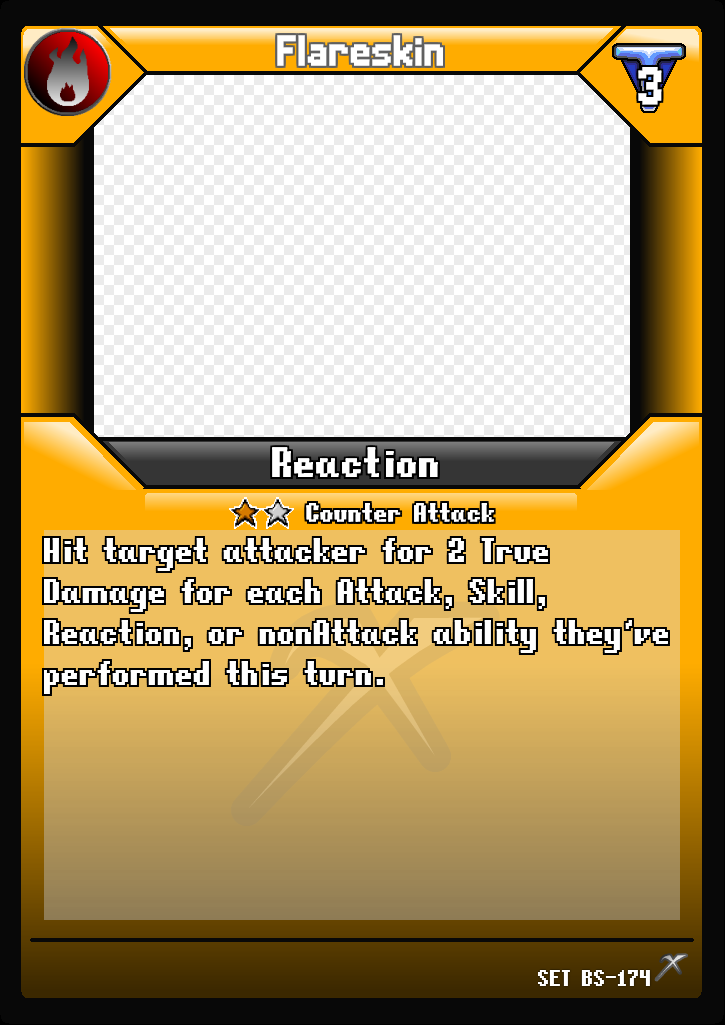 Flareskin
3
Reaction
Counter Attack
Hit target attacker for 2 True
Damage for each Attack, Skill,
Reaction, or nonAttack ability they've
performed this turn.
SET BS-174